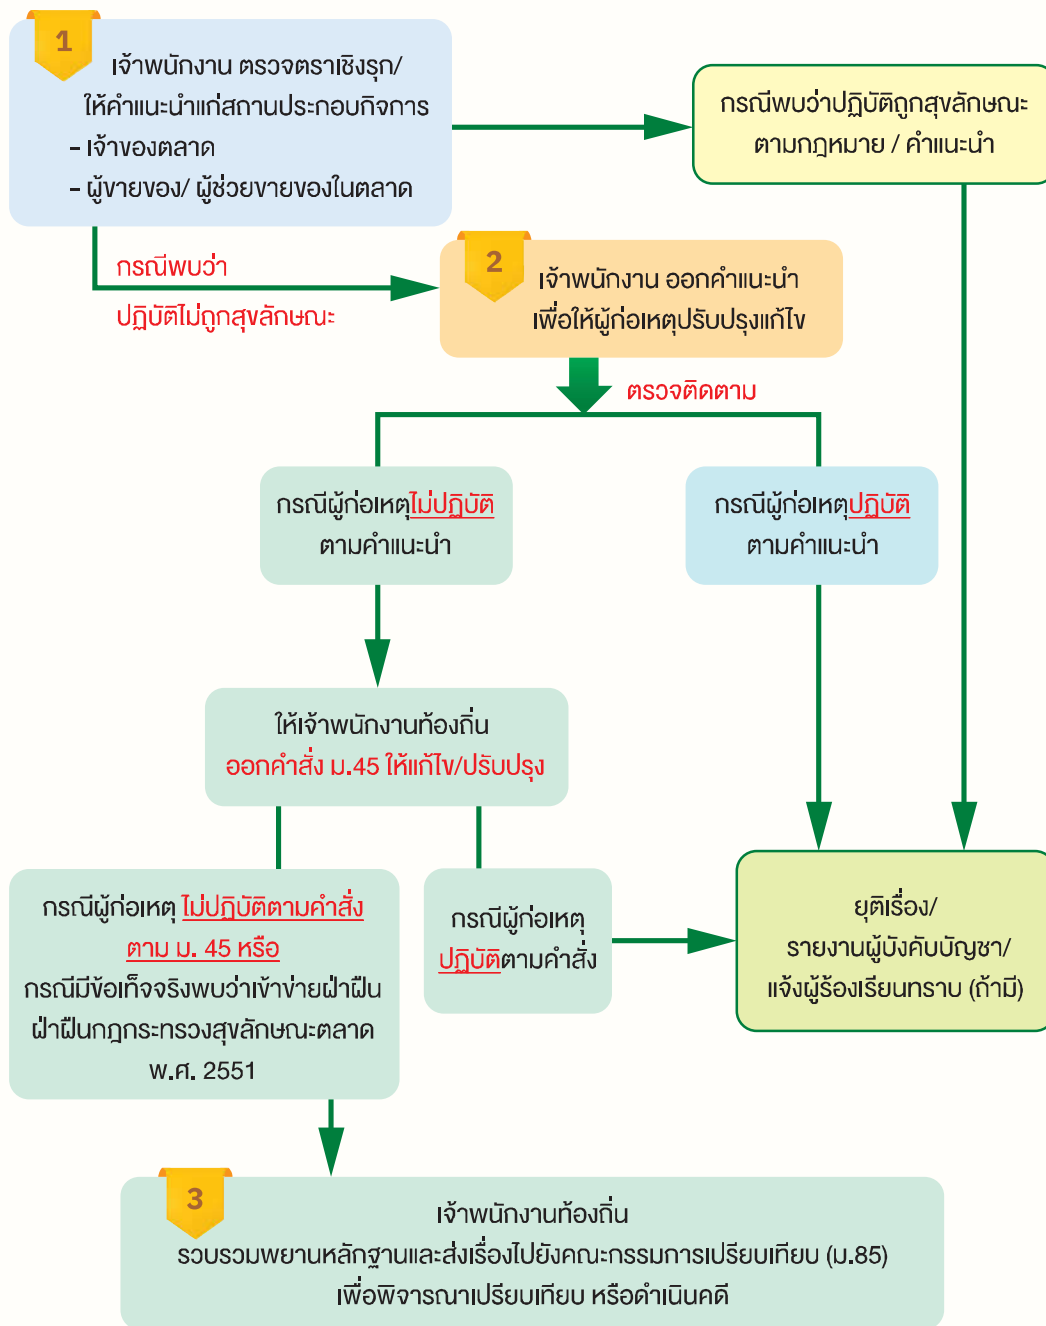 1
เจ้าพนักงาน ตรวจตราเชิงรุก/
ให้คำแนะนำแก่สถานประกอบกิจการ
- เจ้าของตลาด
- ผู้ขายของ/ ผู้ช่วยขายของในตลาด
กรณีพบว่าปฏิบัติถูกสุขลักษณะ
ตามกฎหมาย / คำแนะนำ
กรณีพบว่า
ปฏิบัติไม่ถูกสุขลักษณะ
2
เจ้าพนักงาน ออกคำแนะนำ
เพื่อให้ผู้ก่อเหตุปรับปรุงแก้ไข
ตรวจติดตาม
กรณีผู้ก่อเหตุไม่ปฏิบัติ
ตามคำแนะนำ
กรณีผู้ก่อเหตุปฏิบัติ
ตามคำแนะนำ
ให้เจ้าพนักงานท้องถิ่น
ออกคำสั่ง ม.45 ให้แก้ไข/ปรับปรุง
กรณีผู้ก่อเหตุ ไม่ปฏิบัติตามคำสั่ง
ตาม ม. 45 หรือ
กรณีมีข้อเท็จจริงพบว่าเข้าข่ายฝ่าฝืน
ฝ่าฝืนกฎกระทรวงสุขลักษณะตลาด
พ.ศ. 2551
กรณีผู้ก่อเหตุ
ปฏิบัติตามคำสั่ง
ยุติเรื่อง/
รายงานผู้บังคับบัญชา/
แจ้งผู้ร้องเรียนทราบ (ถ้ามี)
3
เจ้าพนักงานท้องถิ่น
รวบรวมพยานหลักฐานและส่งเรื่องไปยังคณะกรรมการเปรียบเทียบ (ม.85)
เพื่อพิจารณาเปรียบเทียบ หรือดำเนินคดี